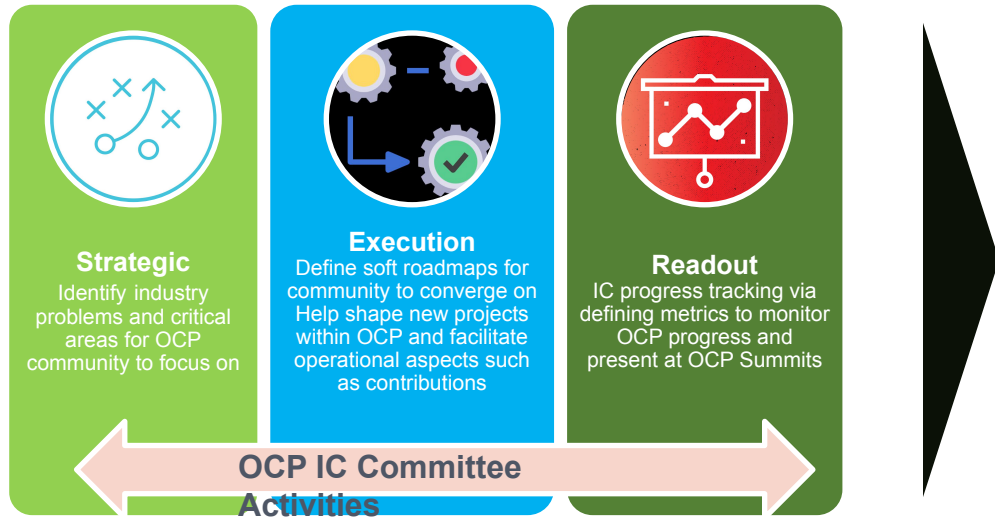 Strategic
Identify industry
problems and critical
areas for OCP
community to focus on
Execution
Define soft roadmaps for
community to converge on
Help shape new projects
within OCP and facilitate
operational aspects such
as contributions
Readout
IC progress tracking via
defining metrics to monitor
OCP progress and
present at OCP Summits
OCP IC Committee
Activities